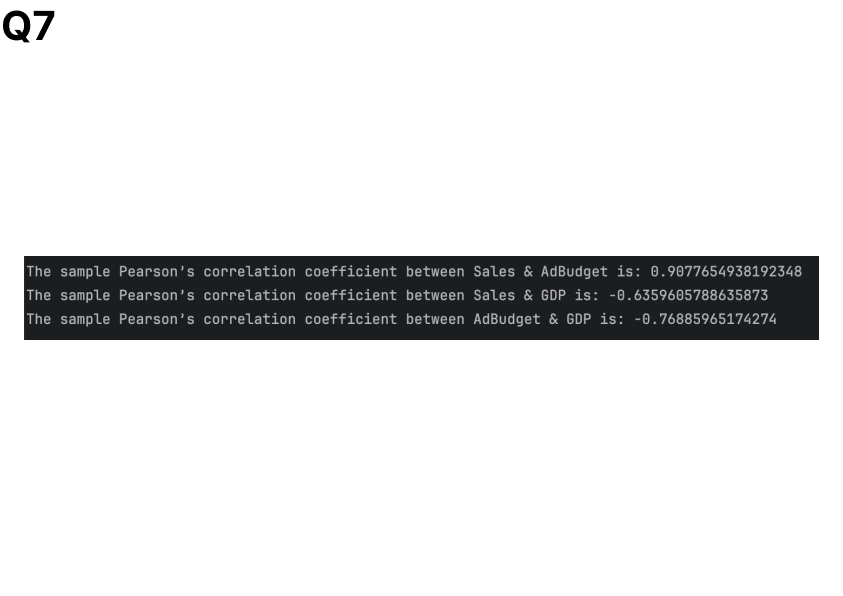 Q7
The sample Pearson’s correlation coefficient between Sales & AdBudget is: 0.9077654938192348
The sample Pearson’s correlation coefficient between Sales & GDP is: -0.6359605788635873
The sample Pearson’s correlation coefficient between AdBudget & GDP is: -0.76885965174274